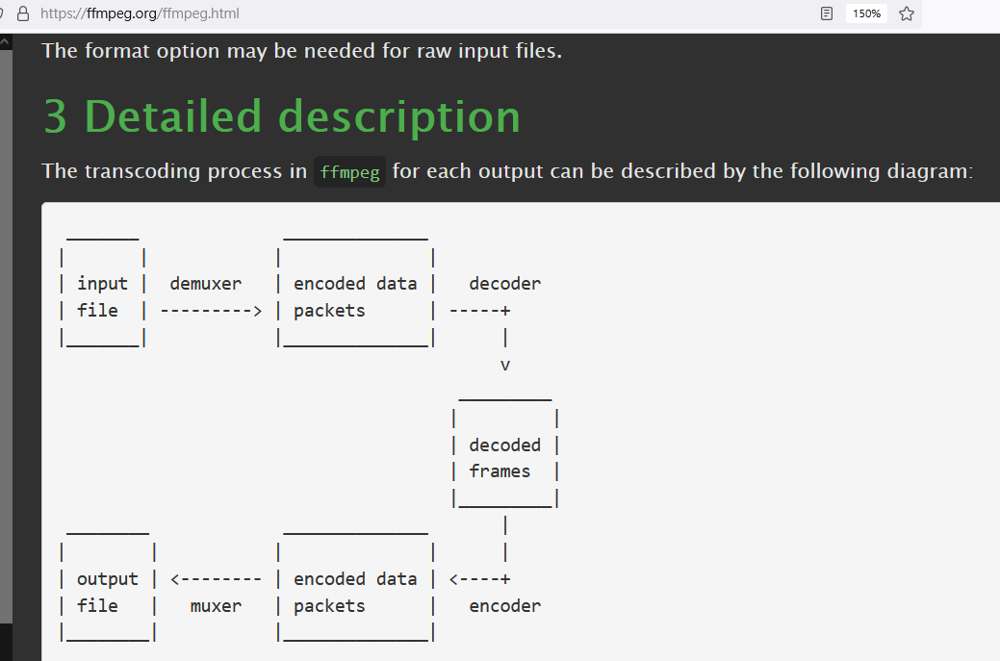 https://ffmpeg.org/ffmpeg.html 150%
The format option may be needed for raw input files.
3 Detailed description
The transcoding process in ffmpeg for each output can be described by the following diagram:
 _______              ______________
|       |            |              |
| input |  demuxer   | encoded data |   decoder
| file  | ---------> | packets      | -----+
|_______|            |______________|      |
                                           v
                                       _________
                                      |         |
                                      | decoded |
                                      | frames  |
                                      |_________|
 ________             ______________       |
|        |           |              |      |
| output | <-------- | encoded data | <----+
| file   |   muxer   | packets      |   encoder
|________|           |______________|